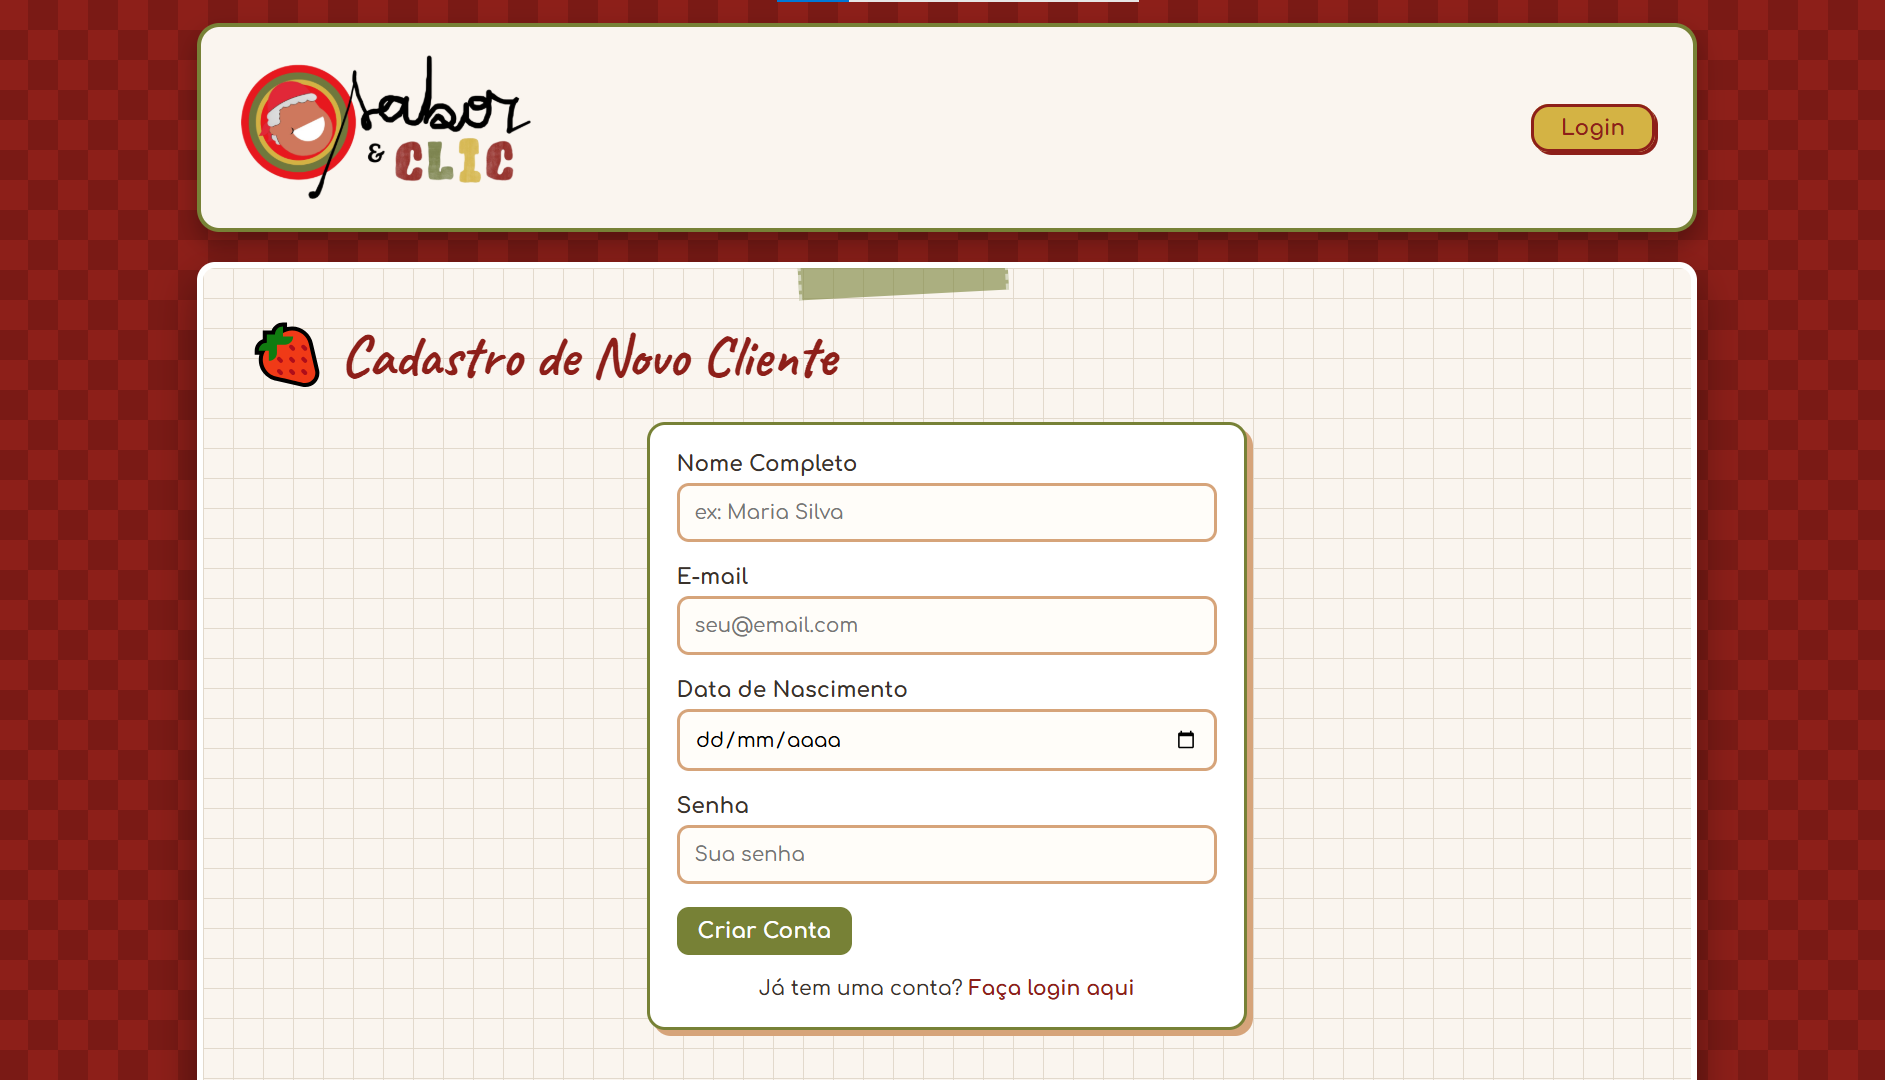 Sabor
& CLIC
Login
Cadastro de Novo Cliente
Nome Completo
ex: Maria Silva
E-mail
seu@email.com
Data de Nascimento
dd/mm/aaaa
Senha
Sua senha
Criar Conta
Já tem uma conta? Faça login aqui